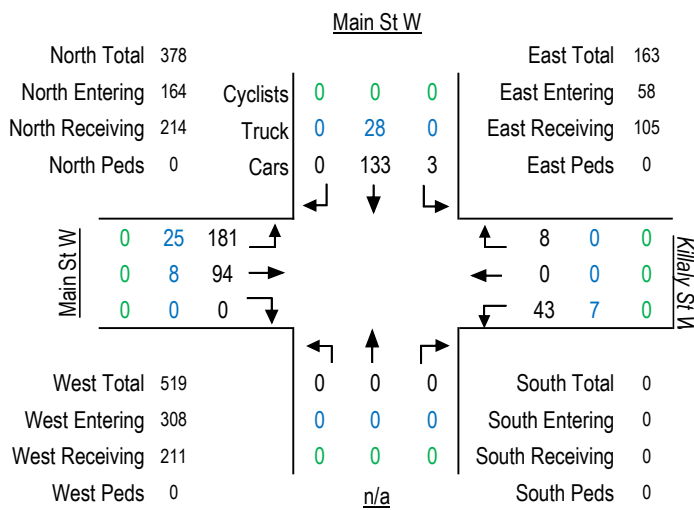 Main St W
North Total 378
North Entering 164
North Receiving 214
North Peds 0
East Total 163
East Entering 58
East Receiving 105
East Peds 0
Cyclists 0 0 0
Truck 0 28 0
Cars 0 133 3
Main St W
0 25 181
0 8 94
0 0 0
8 0 0
0 0 0
43 7 0
Killaly St W
West Total 519
West Entering 308
West Receiving 211
West Peds 0
0 0 0
0 0 0
0 0 0
n/a
South Total 0
South Entering 0
South Receiving 0
South Peds 0